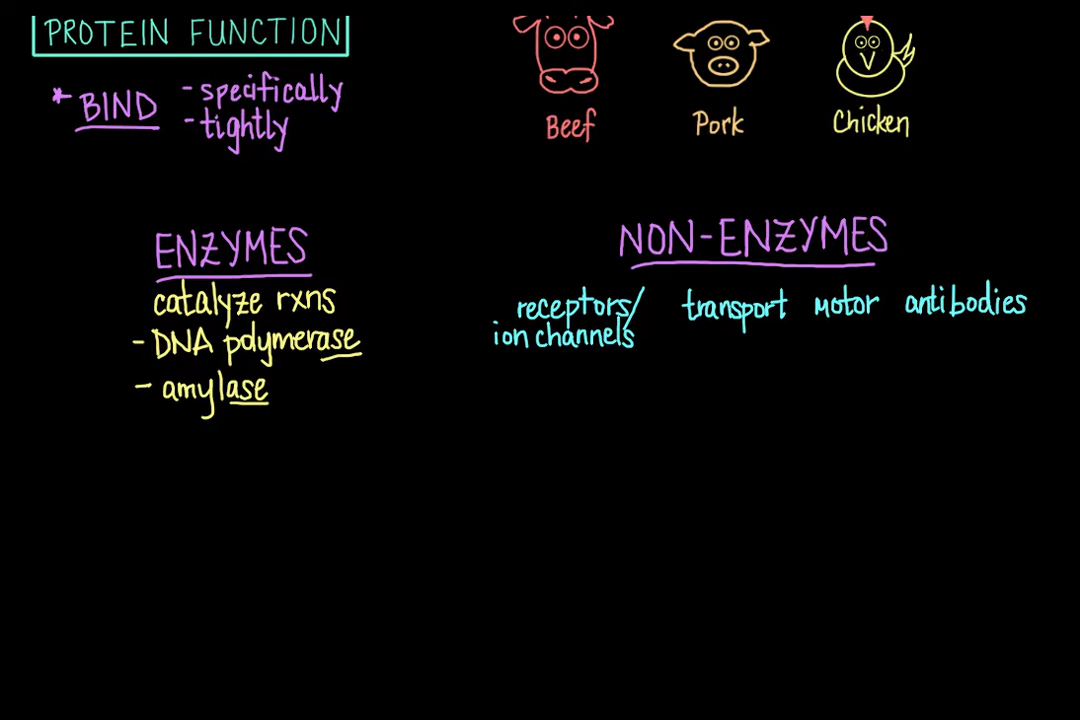 PROTEIN FUNCTION
* BIND - specifically
- tightly
Beef Pork Chicken
ENZYMES
catalyze rxns
- DNA polymerase
- amylase
NON-ENZYMES
receptors/ transport motor antibodies
ion channels